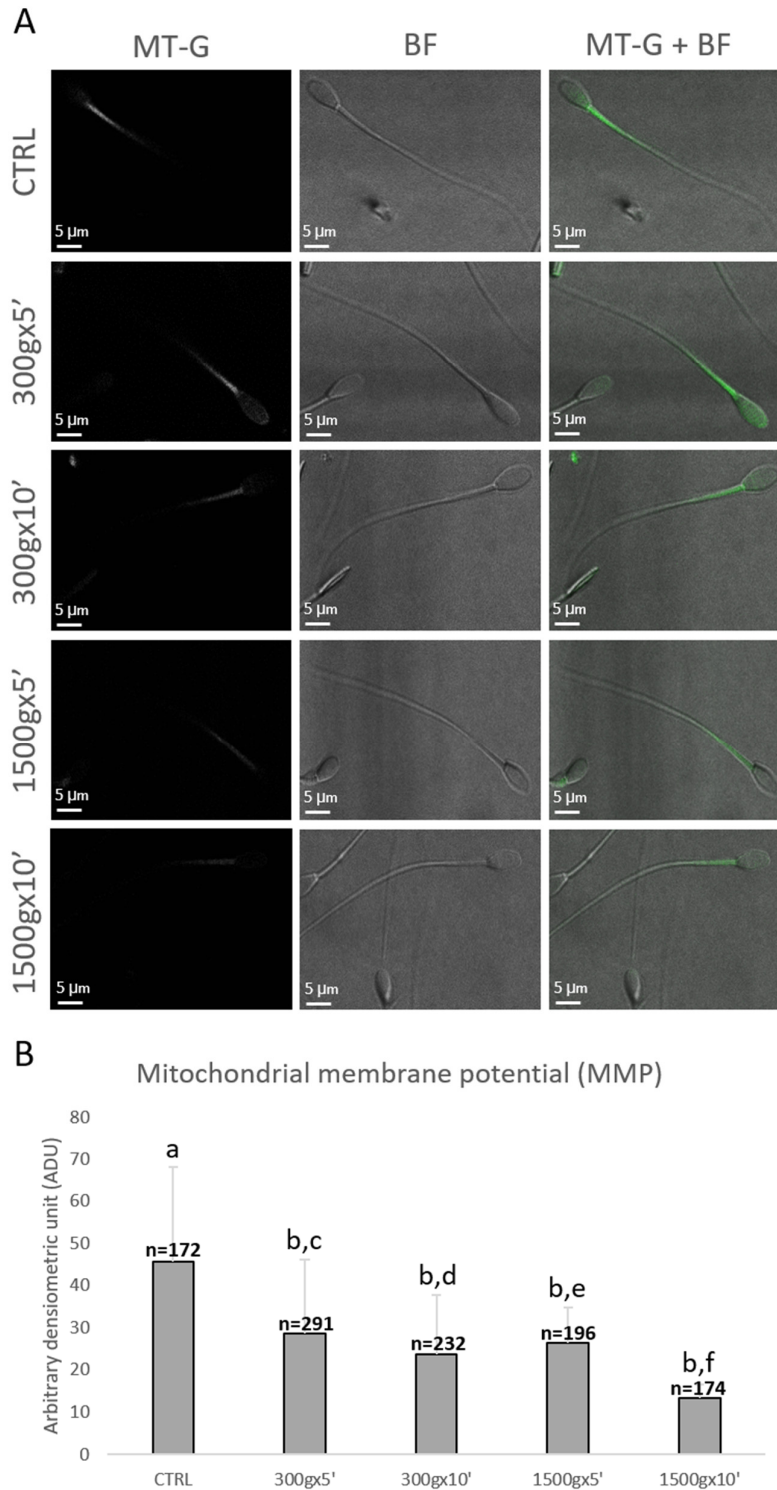 A
MT-G BF MT-G + BF
CTRL
5 µm 5 µm 5 µm
300gx5’
5 µm 5 µm 5 µm
300gx10’
5 µm 5 µm 5 µm
1500gx5’
5 µm 5 µm 5 µm
1500gx10’
5 µm 5 µm 5 µm
B
Mitochondrial membrane potential (MMP)
Arbitrary densiometric unit (ADU)
80
70
60
50
40
30
20
10
0
a
n=172
b,c
n=291
b,d
n=232
b,e
n=196
b,f
n=174
CTRL 300gx5' 300gx10' 1500gx5' 1500gx10'